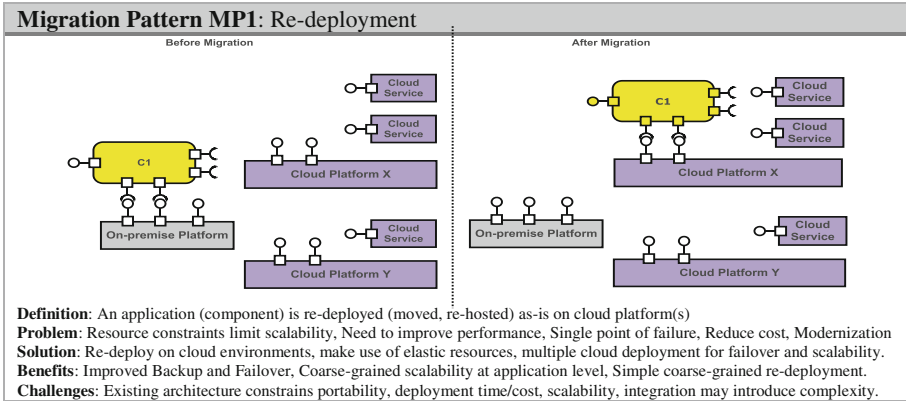 Migration Pattern MP1: Re-deployment
Before Migration
After Migration
Cloud
Service
Cloud
Service
C1
Cloud Platform X
On-premise Platform
Cloud
Service
Cloud Platform Y
C1
Cloud
Service
Cloud
Service
Cloud Platform X
On-premise Platform
Cloud
Service
Cloud Platform Y
Definition: An application (component) is re-deployed (moved, re-hosted) as-is on cloud platform(s)
Problem: Resource constraints limit scalability, Need to improve performance, Single point of failure, Reduce cost, Modernization
Solution: Re-deploy on cloud environments, make use of elastic resources, multiple cloud deployment for failover and scalability.
Benefits: Improved Backup and Failover, Coarse-grained scalability at application level, Simple coarse-grained re-deployment.
Challenges: Existing architecture constrains portability, deployment time/cost, scalability, integration may introduce complexity.